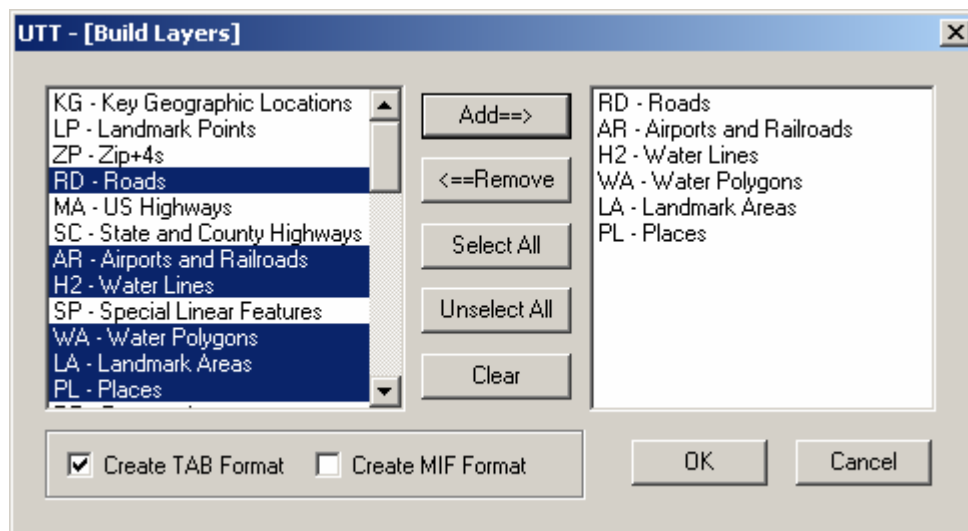 UTT - [Build Layers]
KG - Key Geographic Locations
LP - Landmark Points
ZP - Zip+4s
RD - Roads
MA - US Highways
SC - State and County Highways
AR - Airports and Railroads
H2 - Water Lines
SP - Special Linear Features
WA - Water Polygons
LA - Landmark Areas
PL - Places
Add==>
<==Remove
Select All
Unselect All
Clear
RD - Roads
AR - Airports and Railroads
H2 - Water Lines
WA - Water Polygons
LA - Landmark Areas
PL - Places
Create TAB Format
Create MIF Format
OK
Cancel